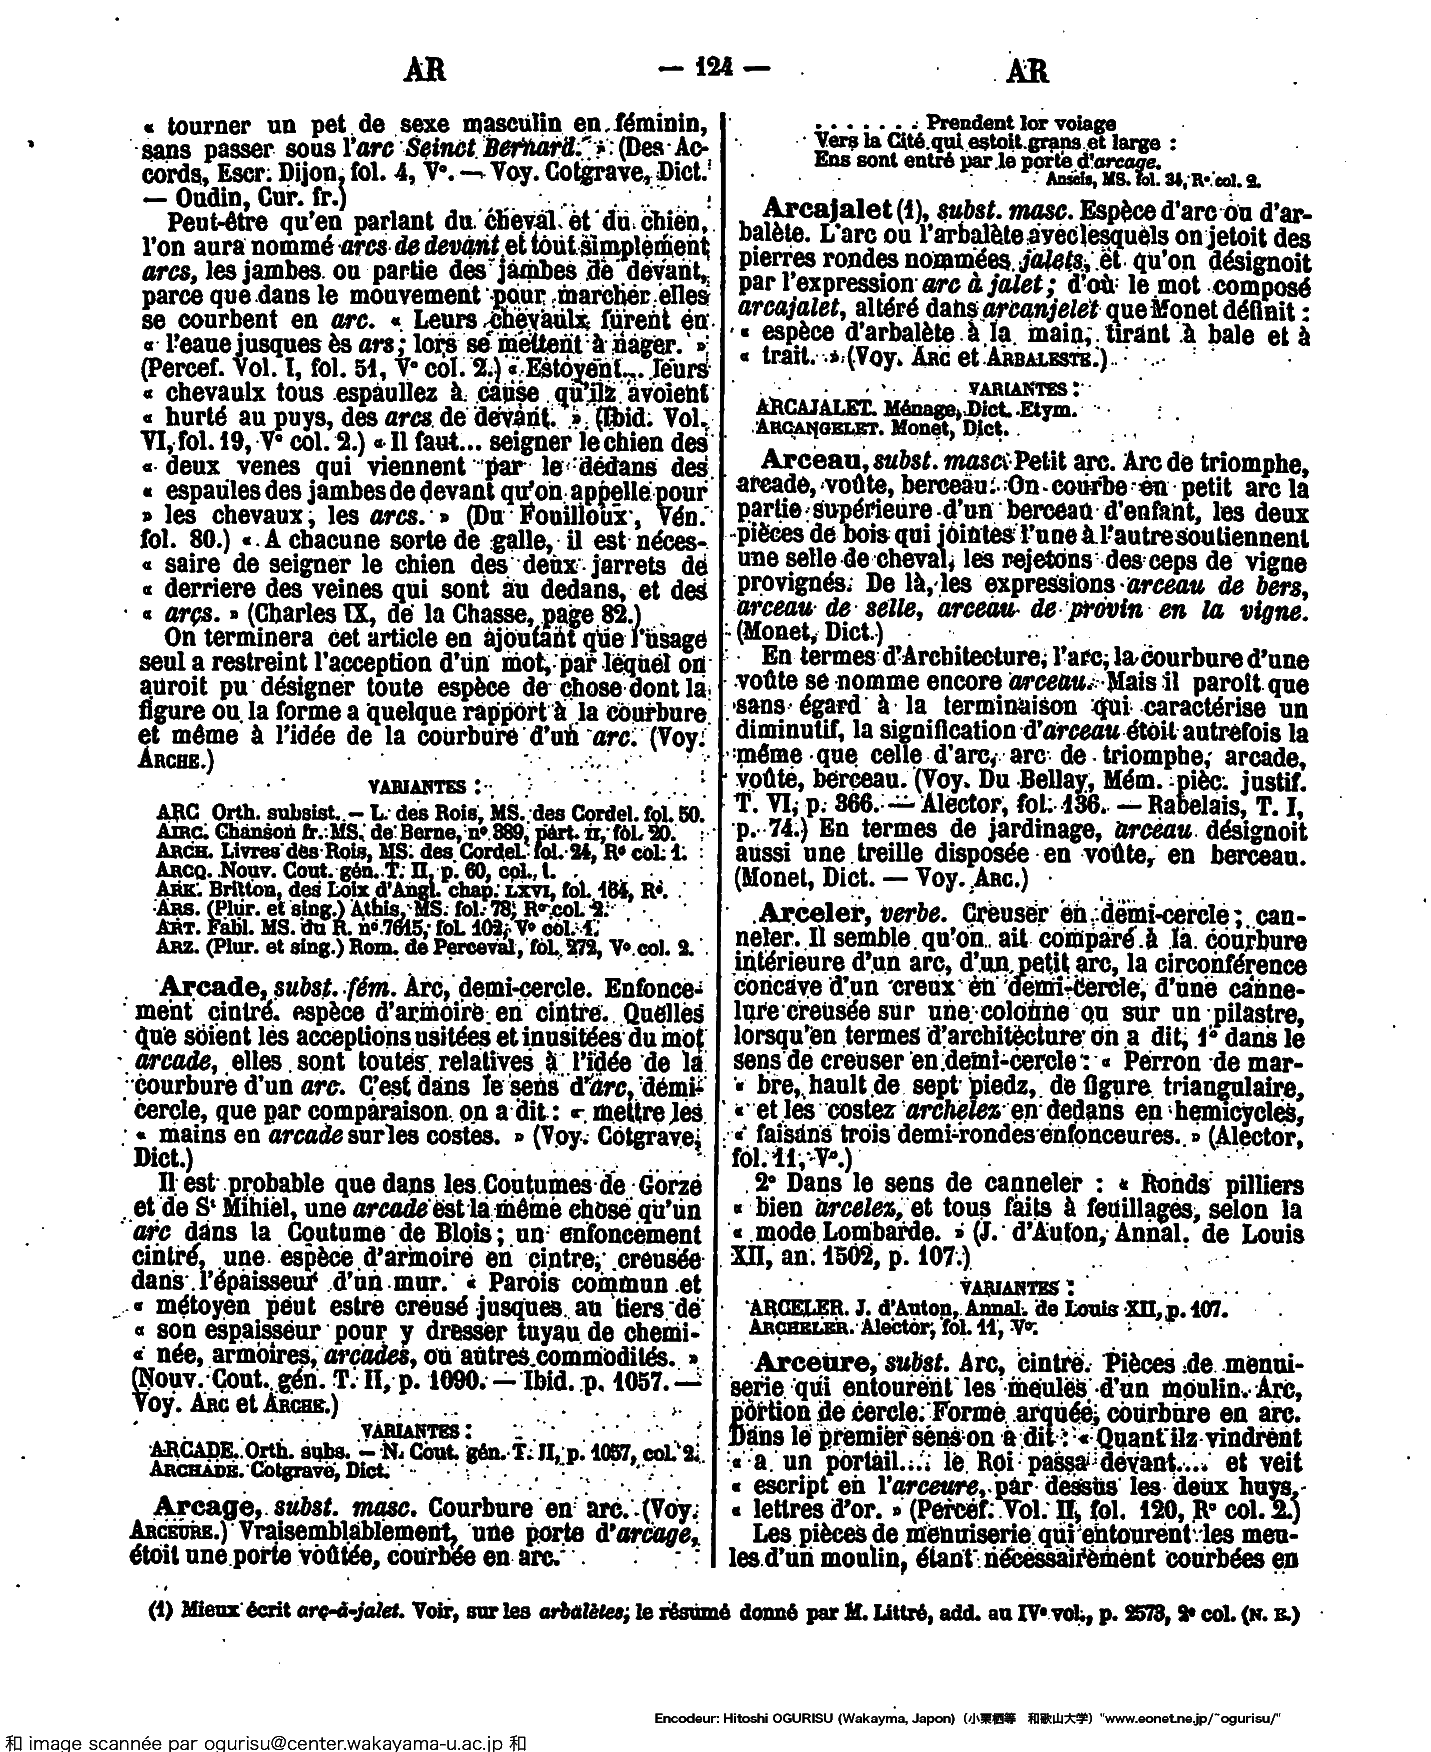 AR
— 124 —
AR
« tourner un pet de sexe masculin en féminin,
sans passer sous l'arc Seinct Bernard. » (Des Ac-
cords, Escr. Dijon, fol. 4, V°. — Voy. Cotgrave, Dict.
— Oudin, Cur. fr.)
Peut-être qu'en parlant du cheval et du chien,
l'on aura nommé arcs de devant et tout simplement
arcs, les jambes ou partie des jambes de devant,
parce que dans le mouvement pour marcher elles
se courbent en arc. « Leurs chevaulx furent en
« l'eaue jusques ès ars; lors se mettent à nager. »
(Percef. Vol. I, fol. 51, V° col. 2.) « Estoyent... leurs
« chevaulx tous espaullez à cause qu'ilz avoient
« hurté au puys, des arcs de devant. » (Ibid. Vol.
VI, fol. 19, V° col. 2.) « Il faut... seigner le chien des
« deux venes qui viennent par le dedans des
« espaules des jambes de devant qu'on appelle pour
» les chevaux, les arcs. » (Du Fouilloux, Vén.
fol. 80.) « A chacune sorte de galle, il est néces-
« saire de seigner le chien des deux jarrets de
« derriere des veines qui sont au dedans, et des
« arçs. » (Charles IX, de la Chasse, page 82.)
On terminera cet article en ajoutant que l'usage
seul a restreint l'acception d'un mot, par lequel on
auroit pu désigner toute espèce de chose dont la
figure ou la forme a quelque rapport à la courbure
et même à l'idée de la courbure d'un arc. (Voy.
ARCHE.)
VARIANTES :
ARC Orth. subsist. — L. des Rois, MS. des Cordel. fol. 50.
AIRC. Chanson fr. MS. de Berne, n° 389, part. II, fol. 20.
ARCH. Livres des Rois, MS. des Cordel. fol. 24, R° col. 1.
ARCQ. Nouv. Cout. gén. T. II, p. 60, col. 1.
ARK. Britton, des Loix d'Angl. chap. LXVI, fol. 164, R°.
ARS. (Plur. et sing.) Athis, MS. fol. 78, R° col. 2.
ART. Fabl. MS. du R. n° 7615, fol. 102, V° col. 1.
ARZ. (Plur. et sing.) Rom. de Perceval, fol. 272, V° col. 2.
Arcade, subst. fém. Arc, demi-cercle. Enfonce-
ment cintré. espèce d'armoire en cintre. Quelles
que soient les acceptions usitées et inusitées du mot
arcade, elles sont toutes relatives à l'idée de la
courbure d'un arc. C'est dans le sens d'arc, demi-
cercle, que par comparaison on a dit : « mettre les
« mains en arcade sur les costes. » (Voy. Cotgrave,
Dict.)
Il est probable que dans les Coutumes de Gorze
et de St Mihiel, une arcade est la même chose qu'un
arc dans la Coutume de Blois; un enfoncement
cintré, une espèce d'armoire en cintre, creusée
dans l'épaisseur d'un mur. « Parois commun et
« métoyen peut estre creusé jusques au tiers de
« son espaisseur pour y dresser tuyau de chemi-
« née, armoires, arcades, ou autres commodités. »
(Nouv. Cout. gén. T. II, p. 1090. — Ibid. p. 1057. —
Voy. ARC et ARCHE.)
VARIANTES :
ARCADE. Orth. subs. — N. Cout. gén. T. II, p. 1057, col. 2.
ARCHADE. Cotgrave, Dict.
Arcage, subst. masc. Courbure en arc. (Voy.
ARCEURE.) Vraisemblablement, une porte d'arcage,
étoit une porte voûtée, courbée en arc.
. . . . . . . Prendent lor voiage
Vers la Cité qui estoit grans et large :
Ens sont entré par le porte d'arcage.
Anseis, MS. fol. 34, R° col. 2.
Arcajalet (1), subst. masc. Espèce d'arc ou d'ar-
balète. L'arc ou l'arbalète avec lesquels on jetoit des
pierres rondes nommées jalets, et qu'on désignoit
par l'expression arc à jalet; d'où le mot composé
arcajalet, altéré dans arcanjelet que Monet définit :
« espèce d'arbalète à la main, tirant à bale et à
« trait. » (Voy. ARC et ARBALESTE.)
VARIANTES :
ARCAJALET. Ménage, Dict. Etym.
ARCANGELET. Monet, Dict.
Arceau, subst. masc. Petit arc. Arc de triomphe,
arcade, voûte, berceau. On courbe en petit arc la
partie supérieure d'un berceau d'enfant, les deux
pièces de bois qui jointes l'une à l'autre soutiennent
une selle de cheval, les rejetons des ceps de vigne
provignés. De là, les expressions arceau de bers,
arceau de selle, arceau de provin en la vigne.
(Monet, Dict.)
En termes d'Architecture, l'arc, la courbure d'une
voûte se nomme encore arceau. Mais il paroit que
sans égard à la terminaison qui caractérise un
diminutif, la signification d'arceau étoit autrefois la
même que celle d'arc, arc de triomphe, arcade,
voûte, berceau. (Voy. Du Bellay, Mém. pièc. justif.
T. VI, p. 366. — Alector, fol. 136. — Rabelais, T. I,
p. 74.) En termes de jardinage, arceau désignoit
aussi une treille disposée en voûte, en berceau.
(Monet, Dict. — Voy. ARC.)
Arceler, verbe. Creuser en demi-cercle; can-
neler. Il semble qu'on ait comparé à la courbure
intérieure d'un arc, d'un petit arc, la circonférence
concave d'un creux en demi-cercle, d'une canne-
lure creusée sur une colonne ou sur un pilastre,
lorsqu'en termes d'architecture on a dit, 1° dans le
sens de creuser en demi-cercle : « Perron de mar-
« bre, hault de sept piedz, de figure triangulaire,
« et les costez archelez en dedans en hemicycles,
« faisans trois demi-rondes enfonceures. » (Alector,
fol. 11, V°.)
2° Dans le sens de canneler : « Ronds pilliers
« bien arcelez, et tous faits à feuillages, selon la
« mode Lombarde. » (J. d'Auton, Annal. de Louis
XII, an. 1502, p. 107.)
VARIANTES :
ARCELER. J. d'Auton, Annal. de Louis XII, p. 107.
ARCHELER. Alector, fol. 11, V°.
Arceure, subst. Arc, cintre. Pièces de menui-
serie qui entourent les meules d'un moulin. Arc,
portion de cercle. Forme arquée, courbure en arc.
Dans le premier sens on a dit : « Quant ilz vindrent
« a un portail... le Roi passa devant... et veit
« escript en l'arceure, par dessus les deux huys,
« lettres d'or. » (Percef. Vol. II, fol. 120, R° col. 2.)
Les pièces de menuiserie qui entourent les meu-
les d'un moulin, étant nécessairement courbées en
(1) Mieux écrit arc-à-jalet. Voir, sur les arbalètes, le résumé donné par M. Littré, add. au IVe vol., p. 2573, 2e col. (N. E.)
Encodeur: Hitoshi OGURISU (Wakayma, Japon) (小栗栖等 和歌山大学) "www.eonet.ne.jp/~ogurisu/"
和 image scannée par ogurisu@center.wakayama-u.ac.jp 和